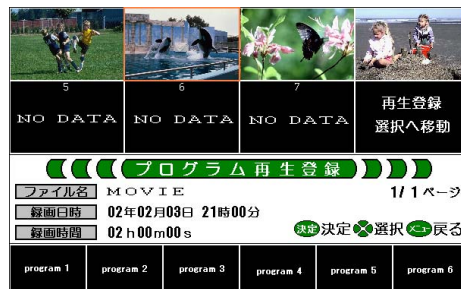 5 6 7
NO DATA NO DATA NO DATA
再生登録
選択へ移動
プログラム再生登録
ファイル名 MOVIE 1/1ページ
録画日時 02年02月03日 21時00分
録画時間 02h00m00s
決定 決定 選択 メニュー 戻る
program 1 program 2 program 3 program 4 program 5 program 6